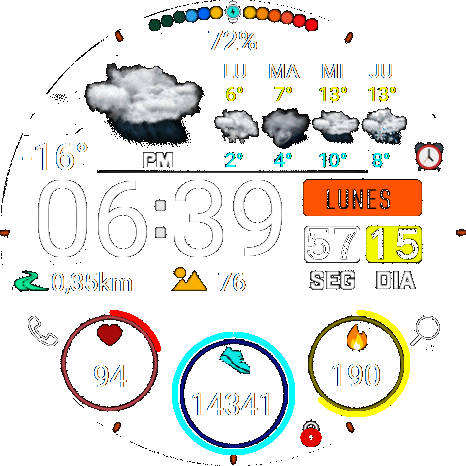 72%
LU MA MI JU
6° 7° 13° 13°
-16°
2° 4° 10° 8°
PM
06:39
LUNES
57 15
SEG DIA
0,35km 76
94 14341 190